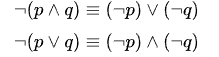 ¬(p ∧ q) ≡ (¬p) ∨ (¬q)
¬(p ∨ q) ≡ (¬p) ∧ (¬q)